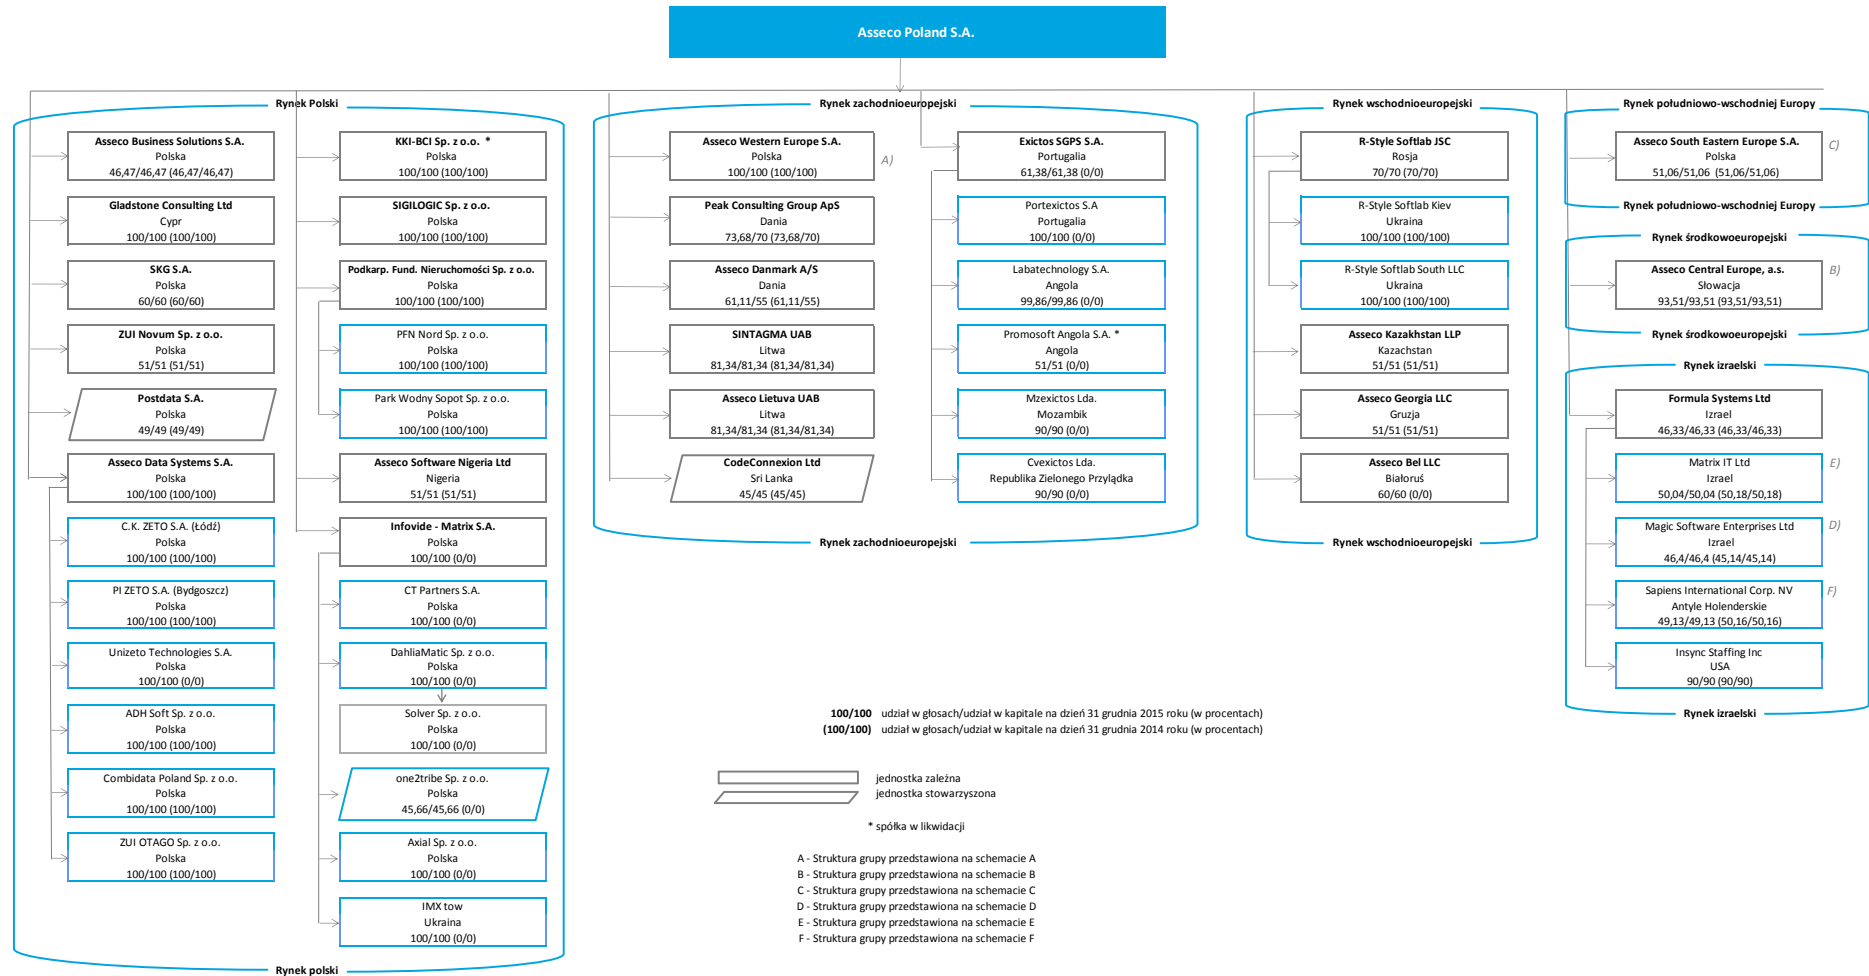 Asseco Poland S.A.
Rynek Polski
Asseco Business Solutions S.A.
Polska
46,47/46,47 (46,47/46,47)
Gladstone Consulting Ltd
Cypr
100/100 (100/100)
SKG S.A.
Polska
60/60 (60/60)
ZUI Novum Sp. z o.o.
Polska
51/51 (51/51)
Postdata S.A.
Polska
49/49 (49/49)
Asseco Data Systems S.A.
Polska
100/100 (100/100)
C.K. ZETO S.A. (Łódź)
Polska
100/100 (100/100)
PI ZETO S.A. (Bydgoszcz)
Polska
100/100 (100/100)
Unizeto Technologies S.A.
Polska
100/100 (0/0)
ADH Soft Sp. z o.o.
Polska
100/100 (100/100)
Combidata Poland Sp. z o.o.
Polska
100/100 (100/100)
ZUI OTAGO Sp. z o.o.
Polska
100/100 (100/100)
KKI-BCI Sp. z o.o. *
Polska
100/100 (100/100)
SIGILOGIC Sp. z o.o.
Polska
100/100 (100/100)
Podkarp. Fund. Nieruchomości Sp. z o.o.
Polska
100/100 (100/100)
PFN Nord Sp. z o.o.
Polska
100/100 (100/100)
Park Wodny Sopot Sp. z o.o.
Polska
100/100 (100/100)
Asseco Software Nigeria Ltd
Nigeria
51/51 (51/51)
Infovide - Matrix S.A.
Polska
100/100 (0/0)
CT Partners S.A.
Polska
100/100 (0/0)
DahliaMatic Sp. z o.o.
Polska
100/100 (0/0)
Solver Sp. z o.o.
Polska
100/100 (0/0)
one2tribe Sp. z o.o.
Polska
45,66/45,66 (0/0)
Axial Sp. z o.o.
Polska
100/100 (0/0)
IMX tow
Ukraina
100/100 (0/0)
Rynek polski
Rynek zachodnioeuropejski
Asseco Western Europe S.A.
Polska
100/100 (100/100)
A)
Peak Consulting Group ApS
Dania
73,68/70 (73,68/70)
Asseco Danmark A/S
Dania
61,11/55 (61,11/55)
SINTAGMA UAB
Litwa
81,34/81,34 (81,34/81,34)
Asseco Lietuva UAB
Litwa
81,34/81,34 (81,34/81,34)
CodeConnexion Ltd
Sri Lanka
45/45 (45/45)
Exictos SGPS S.A.
Portugalia
61,38/61,38 (0/0)
Portexictos S.A
Portugalia
100/100 (0/0)
Labatechnology S.A.
Angola
99,86/99,86 (0/0)
Promosoft Angola S.A. *
Angola
51/51 (0/0)
Mzexictos Lda.
Mozambik
90/90 (0/0)
Cvexictos Lda.
Republika Zielonego Przylądka
90/90 (0/0)
Rynek zachodnioeuropejski
Rynek wschodnioeuropejski
R-Style Softlab JSC
Rosja
70/70 (70/70)
R-Style Softlab Kiev
Ukraina
100/100 (100/100)
R-Style Softlab South LLC
Ukraina
100/100 (100/100)
Asseco Kazakhstan LLP
Kazachstan
51/51 (51/51)
Asseco Georgia LLC
Gruzja
51/51 (51/51)
Asseco Bel LLC
Białoruś
60/60 (0/0)
Rynek wschodnioeuropejski
Rynek południowo-wschodniej Europy
Asseco South Eastern Europe S.A.
Polska
51,06/51,06 (51,06/51,06)
C)
Rynek południowo-wschodniej Europy
Rynek środkowoeuropejski
Asseco Central Europe, a.s.
Słowacja
93,51/93,51 (93,51/93,51)
B)
Rynek środkowoeuropejski
Rynek izraelski
Formula Systems Ltd
Izrael
46,33/46,33 (46,33/46,33)
Matrix IT Ltd
Izrael
50,04/50,04 (50,18/50,18)
E)
Magic Software Enterprises Ltd
Izrael
46,4/46,4 (45,14/45,14)
D)
Sapiens International Corp. NV
Antyle Holenderskie
49,13/49,13 (50,16/50,16)
F)
Insync Staffing Inc
USA
90/90 (90/90)
Rynek izraelski
100/100 udział w głosach/udział w kapitale na dzień 31 grudnia 2015 roku (w procentach)
(100/100) udział w głosach/udział w kapitale na dzień 31 grudnia 2014 roku (w procentach)
jednostka zależna
jednostka stowarzyszona
* spółka w likwidacji
A - Struktura grupy przedstawiona na schemacie A
B - Struktura grupy przedstawiona na schemacie B
C - Struktura grupy przedstawiona na schemacie C
D - Struktura grupy przedstawiona na schemacie D
E - Struktura grupy przedstawiona na schemacie E
F - Struktura grupy przedstawiona na schemacie F